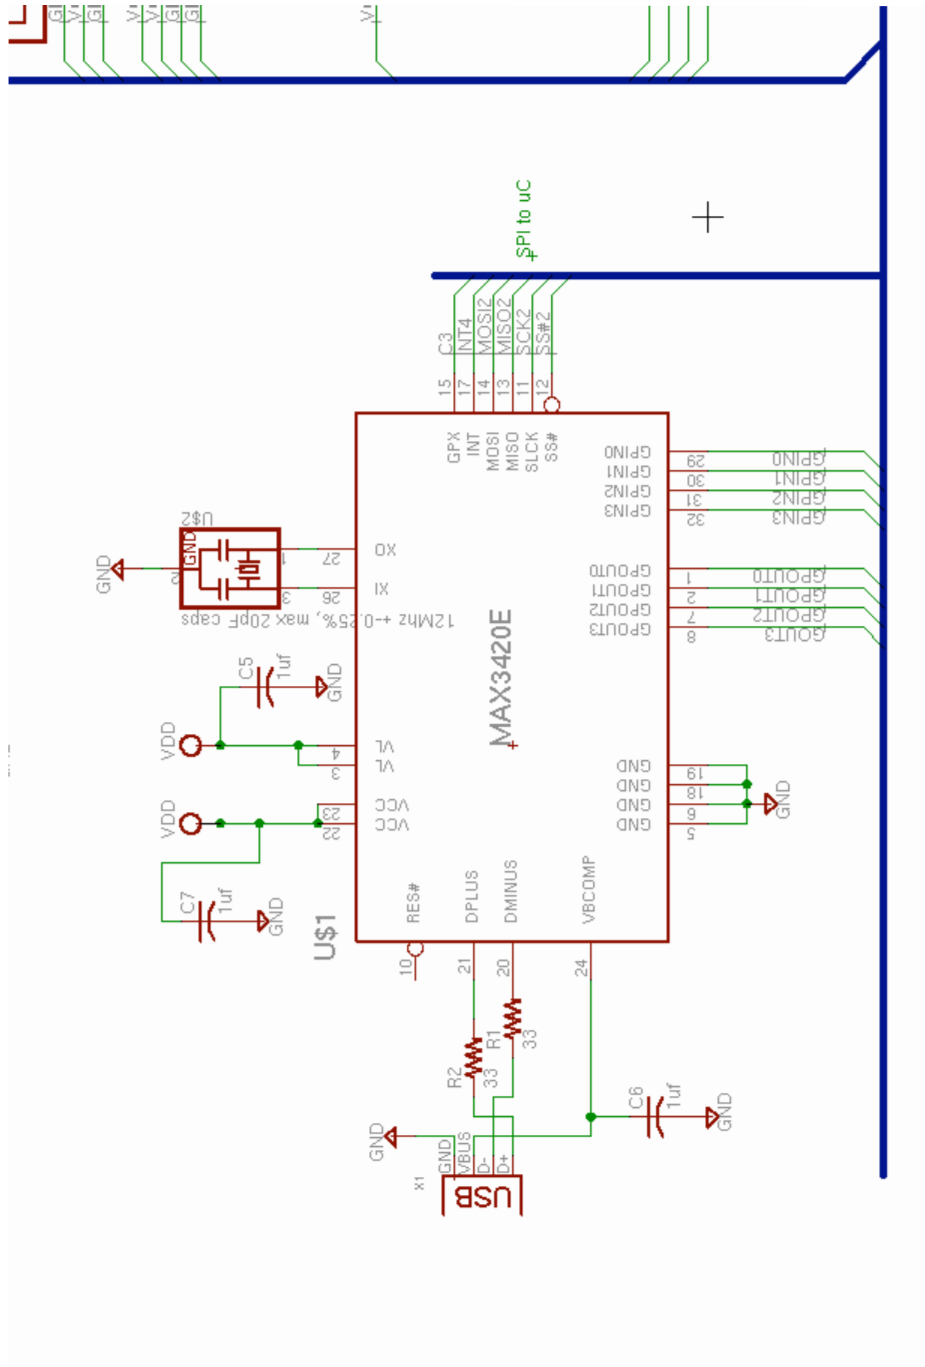 SPI to uC
C3
INT4
MOSI2
MISO2
SCK2
SS#2
15
17
14
13
11
12
GPX
INT
MOSI
MISO
SLCK
SS#
GPIN0
29
GPIN0
GPIN1
30
GPIN1
GPIN2
31
GPIN2
GPIN3
32
GPIN3
U$2
GND
GND
2
1
27
XO
3
26
XI
12Mhz +-0.25%, max 20pF caps
GPOUT0
1
GPOUT0
GPOUT1
2
GPOUT1
GPOUT2
7
GPOUT2
GPOUT3
8
GOUT3
MAX3420E
C5
1uf
GND
VDD
4
VL
3
VL
VDD
23
VCC
22
VCC
GND
19
GND
18
GND
6
GND
5
GND
C7
1uf
GND
U$1
RES#
DPLUS
DMINUS
VBCOMP
10
21
20
24
R1
33
R2
33
C6
1uf
GND
GND
GND
VBUS
D-
D+
X1
USB